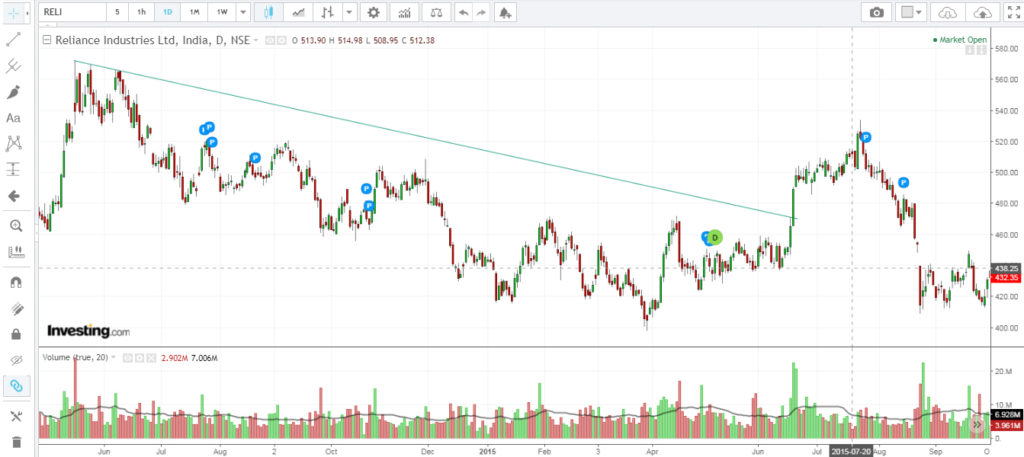 RELI 5 1h 1D 1W
Reliance Industries Ltd, India, D, NSE O 513.90 H 514.98 L 508.95 C 512.38
Market Open
580.00
560.00
540.00
P
P
P
P
P
520.00
500.00
P
P
P
480.00
460.00
P
D
438.25
432.35
420.00
400.00
Investing.com
Volume (true, 20) 2.902M 7.006M
20 M
10 M
6.928M
3.961M
Jun Jul 2 Sep Oct Dec 2015 Feb 3 Apr Jun Jul 2015-07-20 Aug Sep O
Aa